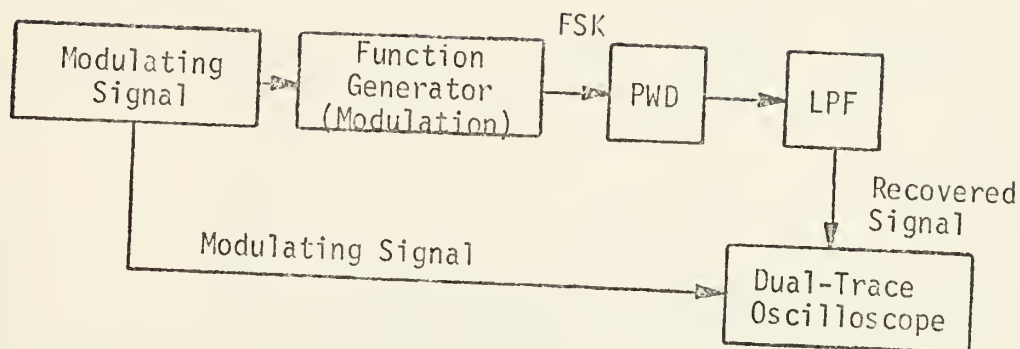 Modulating
Signal
Function
Generator
(Modulation)
FSK
PWD
LPF
Recovered
Signal
Modulating Signal
Dual-Trace
Oscilloscope